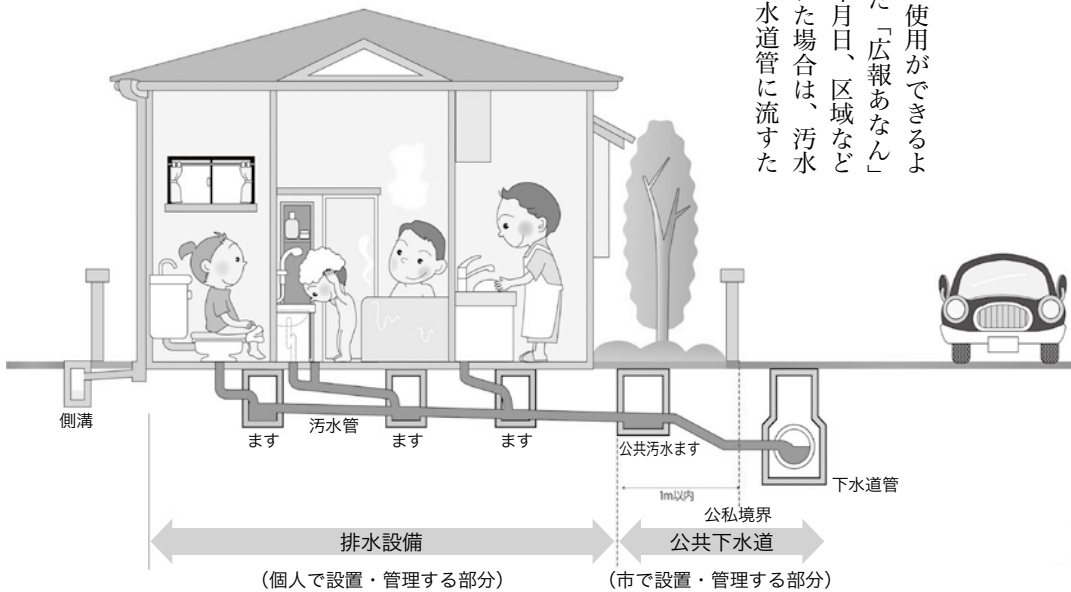 使用ができるよ
た「広報あなん」
月日、区域など
た場合は、汚水
水道管に流すた
側溝
ます
汚水管
ます
ます
公共汚水ます
下水道管
1m以内
公私境界
排水設備
公共下水道
（個人で設置・管理する部分）
（市で設置・管理する部分）